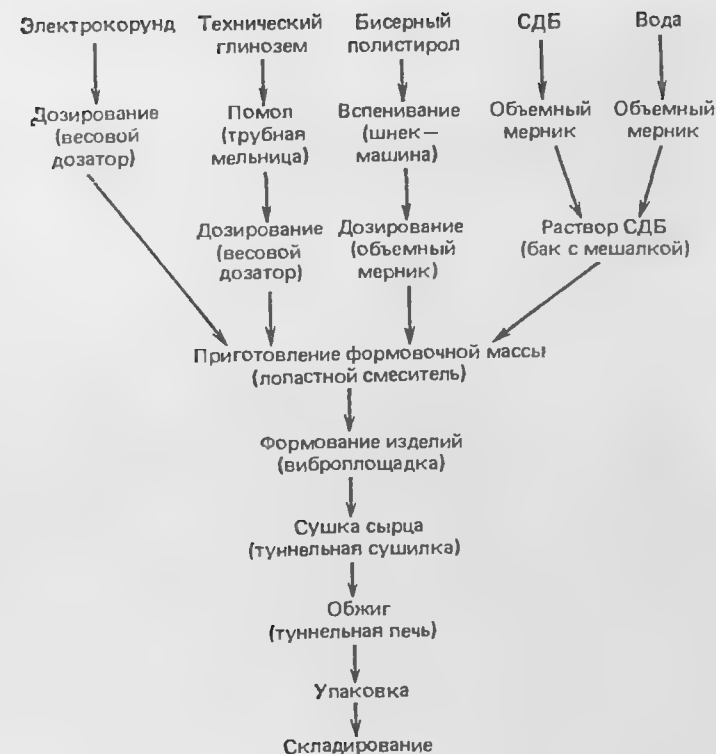 Электрокорунд
Технический
глинозем
Бисерный
полистирол
СДБ
Вода
Дозирование
(весовой
дозатор)
Помол
(трубная
мельница)
Вспенивание
(шнек—
машина)
Объемный
мерник
Объемный
мерник
Дозирование
(весовой
дозатор)
Дозирование
(объемный
мерник)
Раствор СДБ
(бак с мешалкой)
Приготовление формовочной массы
(лопастной смеситель)
Формование изделий
(виброплощадка)
Сушка сырца
(туннельная сушилка)
Обжиг
(туннельная печь)
Упаковка
Складирование